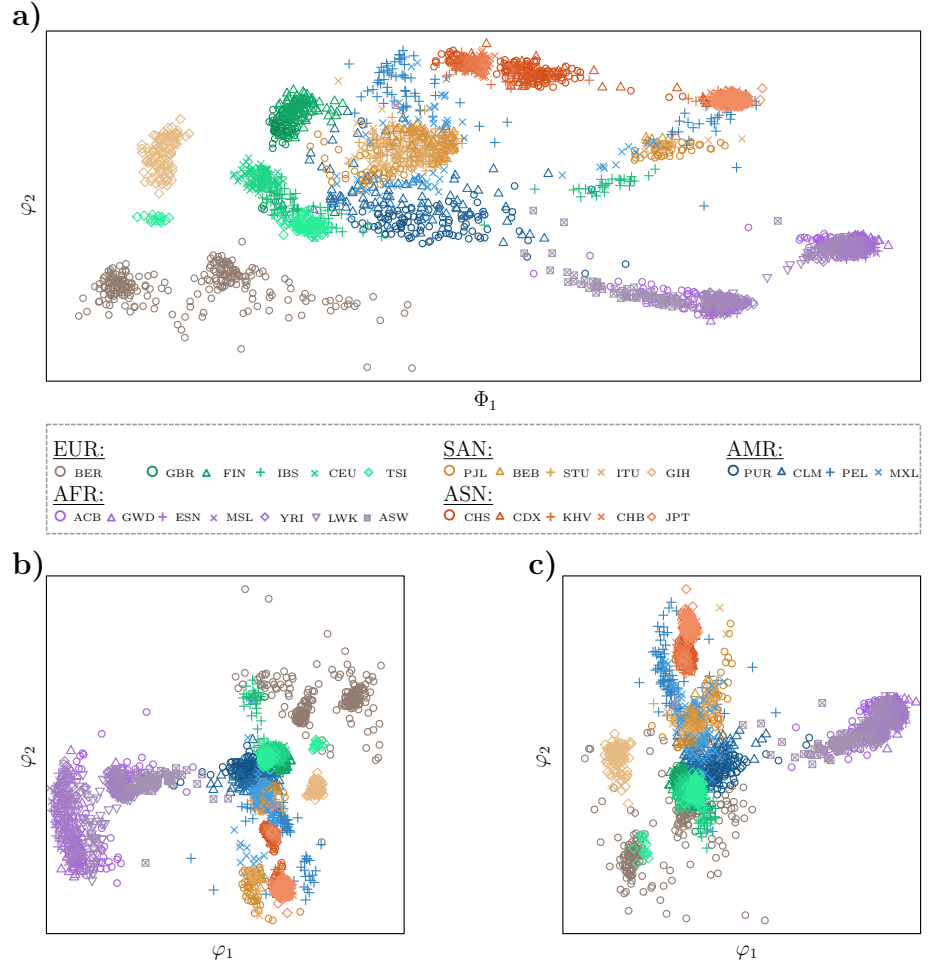 a)
φ2
Φ1
EUR: SAN: AMR:
BER GBR FIN IBS CEU TSI PJL BEB STU ITU GIH PUR CLM PEL MXL
AFR: ASN:
ACB GWD ESN MSL YRI LWK ASW CHS CDX KHV CHB JPT
b) c)
φ2 φ2
φ1 φ1